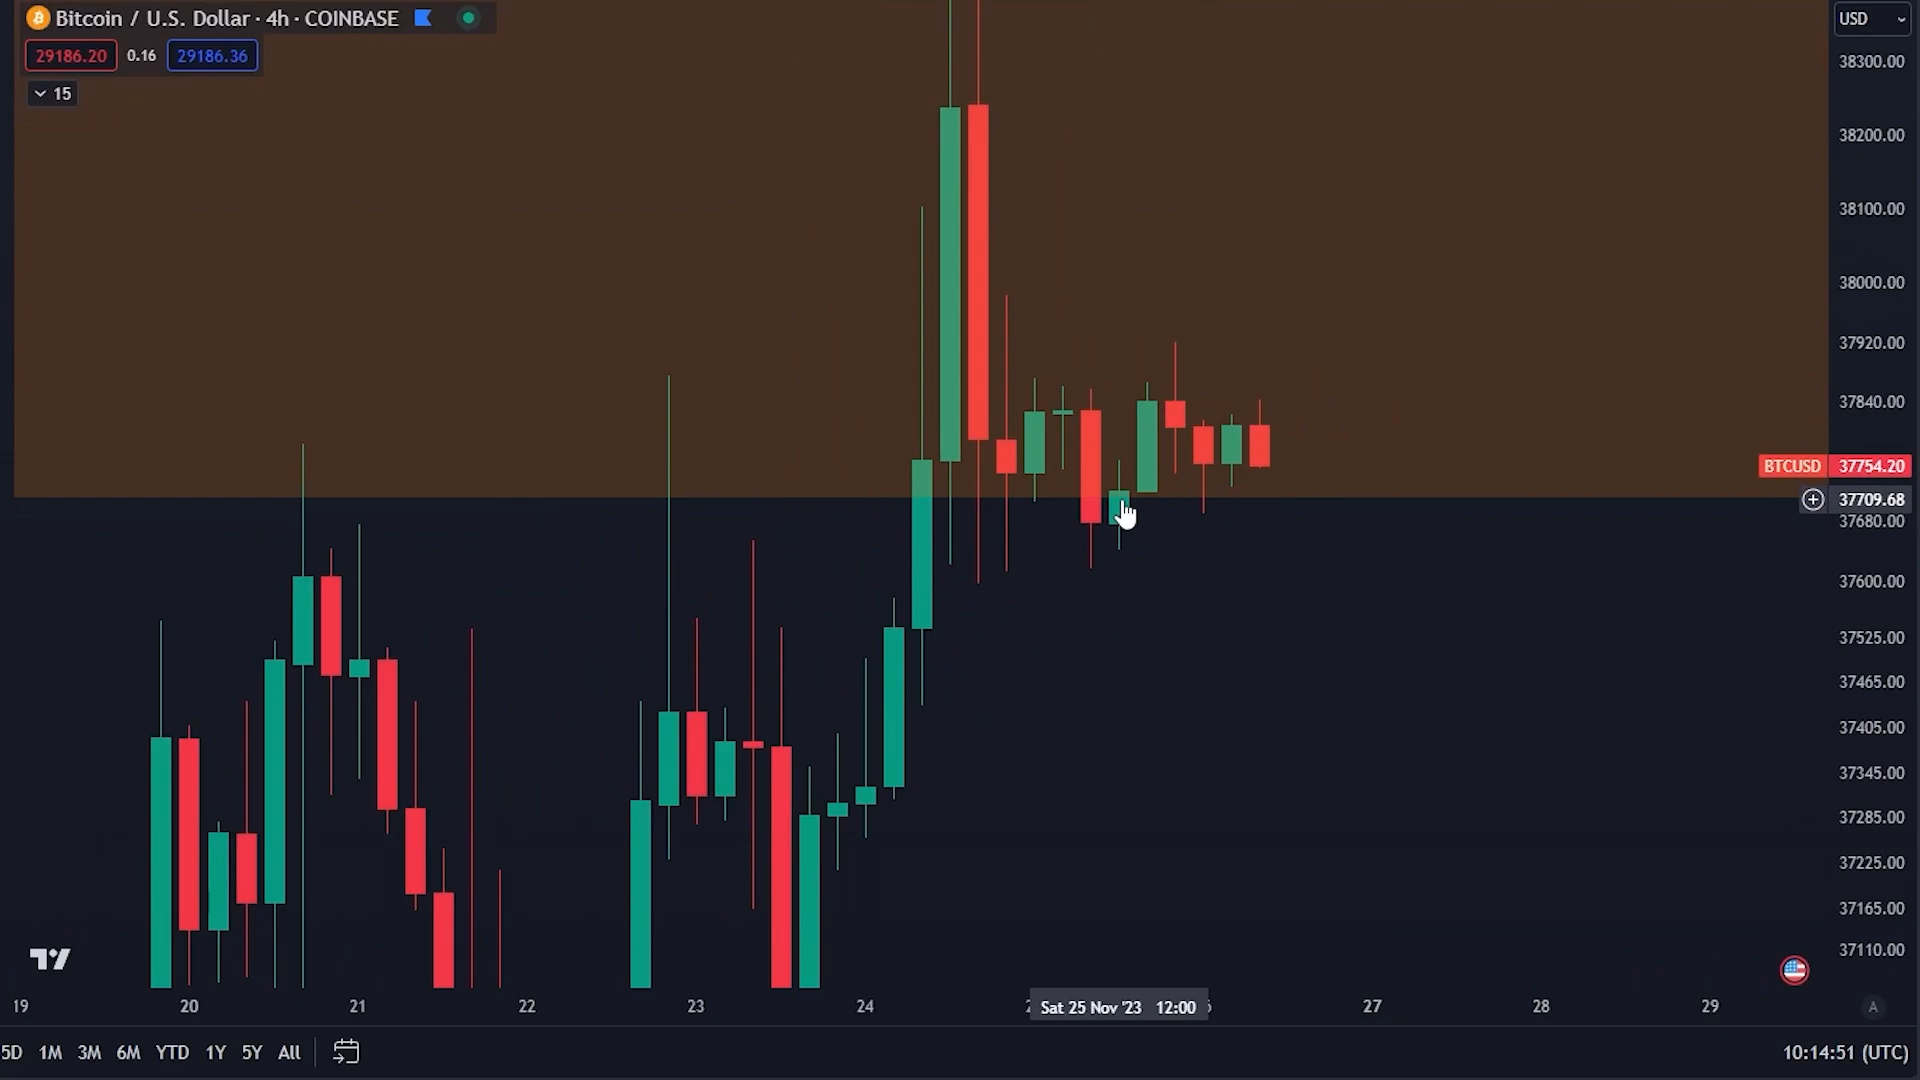 Bitcoin / U.S. Dollar · 4h · COINBASE
USD
29186.20 0.16 29186.36
15
38300.00
38200.00
38100.00
38000.00
37920.00
37840.00
BTCUSD 37754.20
37709.68
37680.00
37600.00
37525.00
37465.00
37405.00
37345.00
37285.00
37225.00
37165.00
37110.00
19 20 21 22 23 24 Sat 25 Nov '23 12:00 27 28 29 A
5D 1M 3M 6M YTD 1Y 5Y All
10:14:51 (UTC)